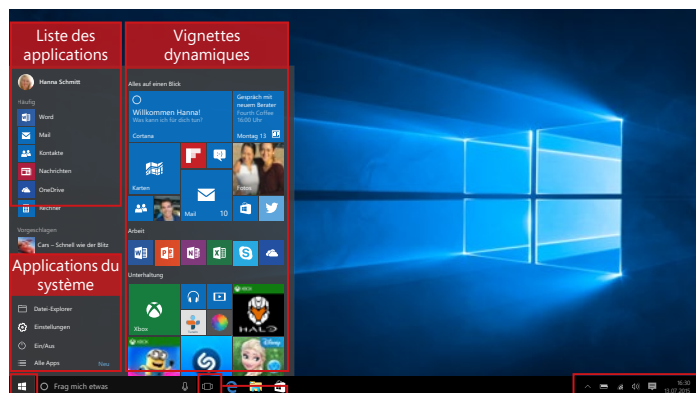 Liste des
applications
Vignettes
dynamiques
Hanna Schmitt
Häufig
Word
Mail
Kontakte
Nachrichten
OneDrive
Rechner
Vorgeschlagen
Cars – Schnell wie der Blitz
Applications du
système
Datei-Explorer
Einstellungen
Ein/Aus
Alle Apps
Neu
Alles auf einen Blick
Willkommen Hanna!
Was kann ich für dich tun?
Cortana
Gespräch mit
neuem Berater
Fourth Coffee
16:00 Uhr
Montag 13
Karten
Fotos
Mail
10
Arbeit
Unterhaltung
Xbox
HALO
Disney
Frag mich etwas
16:30
13.07.2015